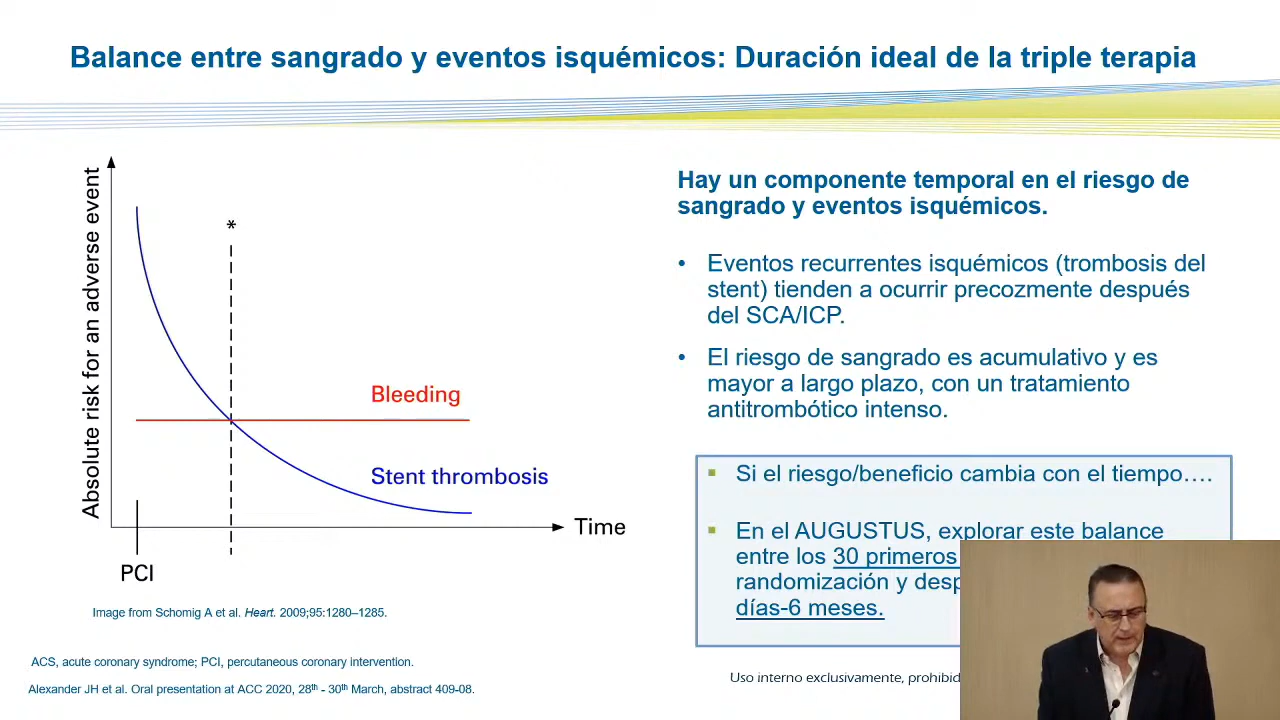 Balance entre sangrado y eventos isquémicos: Duración ideal de la triple terapia
Absolute risk for an adverse event
*
Bleeding
Stent thrombosis
Time
PCI
Image from Schomig A et al. Heart. 2009;95:1280–1285.
ACS, acute coronary syndrome; PCI, percutaneous coronary intervention.
Alexander JH et al. Oral presentation at ACC 2020, 28th - 30th March, abstract 409-08.
Hay un componente temporal en el riesgo de
sangrado y eventos isquémicos.
• Eventos recurrentes isquémicos (trombosis del
stent) tienden a ocurrir precozmente después
del SCA/ICP.
• El riesgo de sangrado es acumulativo y es
mayor a largo plazo, con un tratamiento
antitrombótico intenso.
▪ Si el riesgo/beneficio cambia con el tiempo….
▪ En el AUGUSTUS, explorar este balance
entre los 30 primeros
randomización y
días-6 meses.
Uso interno exclusivamente,